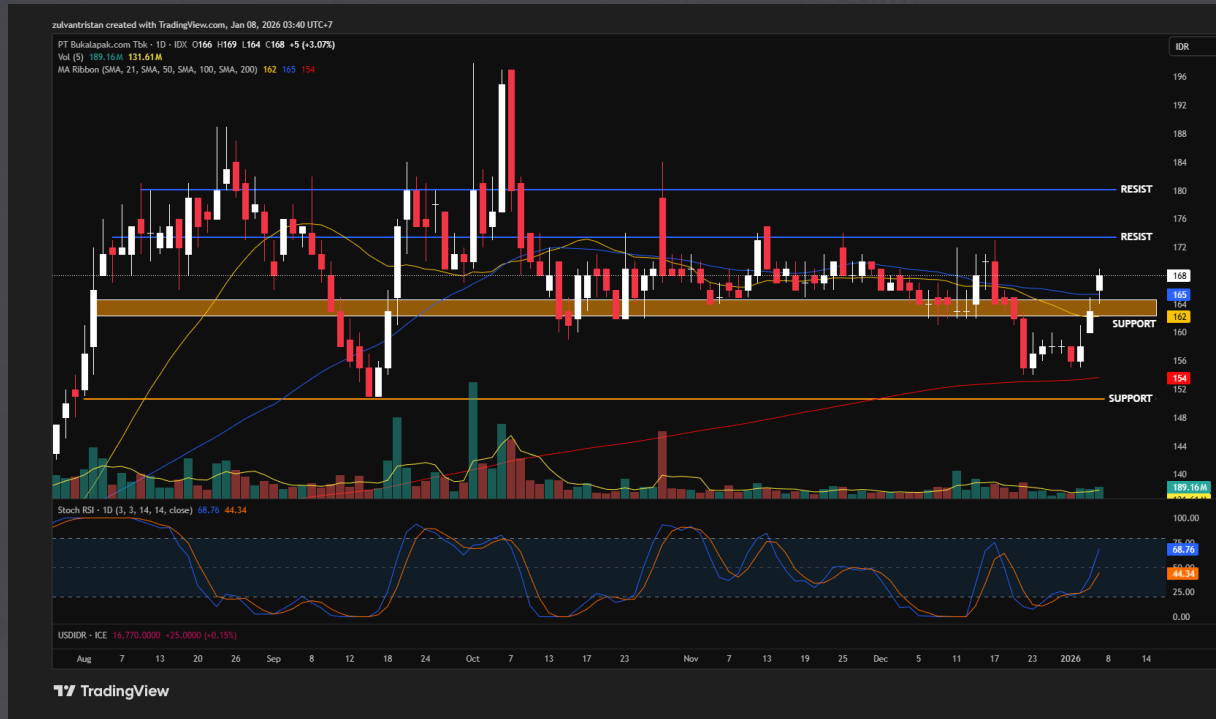 zulvantristan created with TradingView.com, Jan 08, 2026 03:40 UTC+7
PT Bukalapak.com Tbk · 1D · IDX O166 H169 L164 C168 +5 (+3.07%)
IDR
Vol (5) 189.16M 131.61M
MA Ribbon (SMA, 21, SMA, 50, SMA, 100, SMA, 200) 162 165 154
196
192
188
184
RESIST
180
176
RESIST
172
168
165
164
162
SUPPORT
160
156
154
152
SUPPORT
148
144
140
189.16M
Stoch RSI · 1D (3, 3, 14, 14, close) 68.76 44.34
100.00
75.00
68.76
50.00
44.34
25.00
0.00
USDIDR · ICE 16,770.0000 +25.0000 (+0.15%)
Aug 7 13 20 26 Sep 8 12 18 24 Oct 7 13 17 23 Nov 7 13 19 25 Dec 5 11 17 23 2026 8 14
TradingView